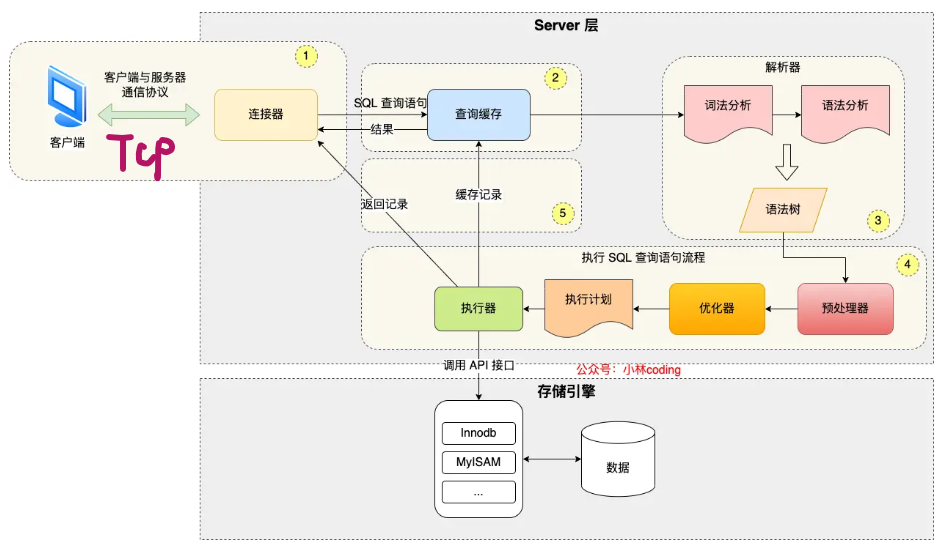 Server 层
1
客户端与服务器
通信协议
客户端
TCP
连接器
SQL 查询语句
结果
2
查询缓存
解析器
词法分析
语法分析
语法树
3
返回记录
缓存记录
5
执行 SQL 查询语句流程
4
执行器
执行计划
优化器
预处理器
调用 API 接口
公众号：小林coding
存储引擎
Innodb
MyISAM
...
数据